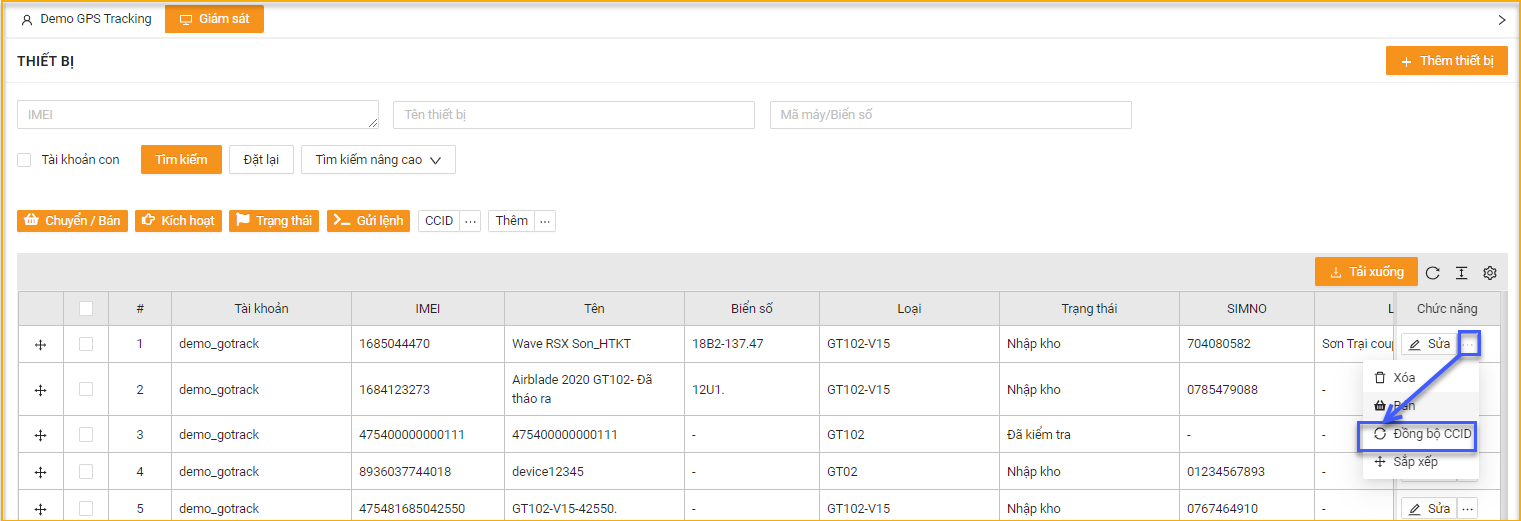 Demo GPS Tracking Giám sát
THIẾT BỊ
+ Thêm thiết bị
IMEI Tên thiết bị Mã máy/Biển số
Tài khoản con Tìm kiếm Đặt lại Tìm kiếm nâng cao
Chuyển / Bán Kích hoạt Trạng thái Gửi lệnh CCID ... Thêm ...
Tải xuống
# Tài khoản IMEI Tên Biển số Loại Trạng thái SIMNO L Chức năng
1 demo_gotrack 1685044470 Wave RSX Son_HTKT 18B2-137.47 GT102-V15 Nhập kho 704080582 Sơn Trại coup Sửa ...
Xóa
2 demo_gotrack 1684123273 Airblade 2020 GT102- Đã tháo ra 12U1. GT102-V15 Nhập kho 0785479088 -
Bán
3 demo_gotrack 475400000000111 475400000000111 - GT102 Đã kiểm tra - -
Đồng bộ CCID
4 demo_gotrack 8936037744018 device12345 - GT02 Nhập kho 01234567893 -
Sắp xếp
5 demo_gotrack 475481685042550 GT102-V15-42550. - GT102-V15 Nhập kho 0767464910 - Sửa ...